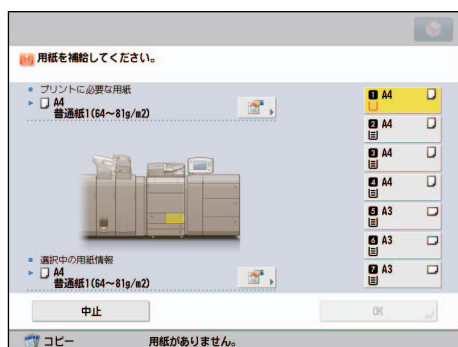 用紙を補給してください。
プリントに必要な用紙
A4
普通紙1(64～81g/m2)
1 A4
2 A4
3 A4
4 A4
5 A3
6 A3
7 A3
選択中の用紙情報
A4
普通紙1(64～81g/m2)
中止
OK
コピー 用紙がありません。